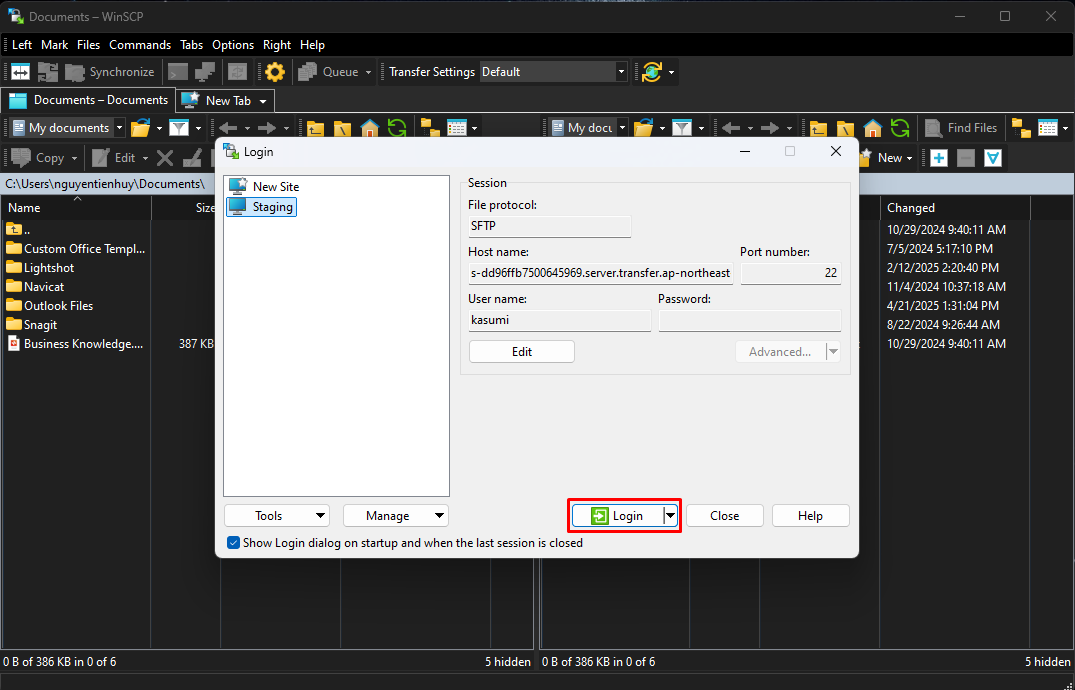 Documents – WinSCP
Left Mark Files Commands Tabs Options Right Help
Synchronize Queue Transfer Settings Default
Documents – Documents New Tab
My documents My docu Find Files
Copy Edit New
C:\Users\nguyentienhuy\Documents\
Name Size Changed
..
Custom Office Templ...
Lightshot
Navicat
Outlook Files
Snagit
Business Knowledge.... 387 KB
Login
New Site
Staging
Session
File protocol:
SFTP
Host name: Port number:
s-dd96ffb7500645969.server.transfer.ap-northeast 22
User name: Password:
kasumi
Edit Advanced...
Tools Manage Login Close Help
Show Login dialog on startup and when the last session is closed
10/29/2024 9:40:11 AM
7/5/2024 5:17:10 PM
2/12/2025 2:20:40 PM
11/4/2024 10:37:18 AM
4/21/2025 1:31:04 PM
8/22/2024 9:26:44 AM
10/29/2024 9:40:11 AM
0 B of 386 KB in 0 of 6 5 hidden 0 B of 386 KB in 0 of 6 5 hidden